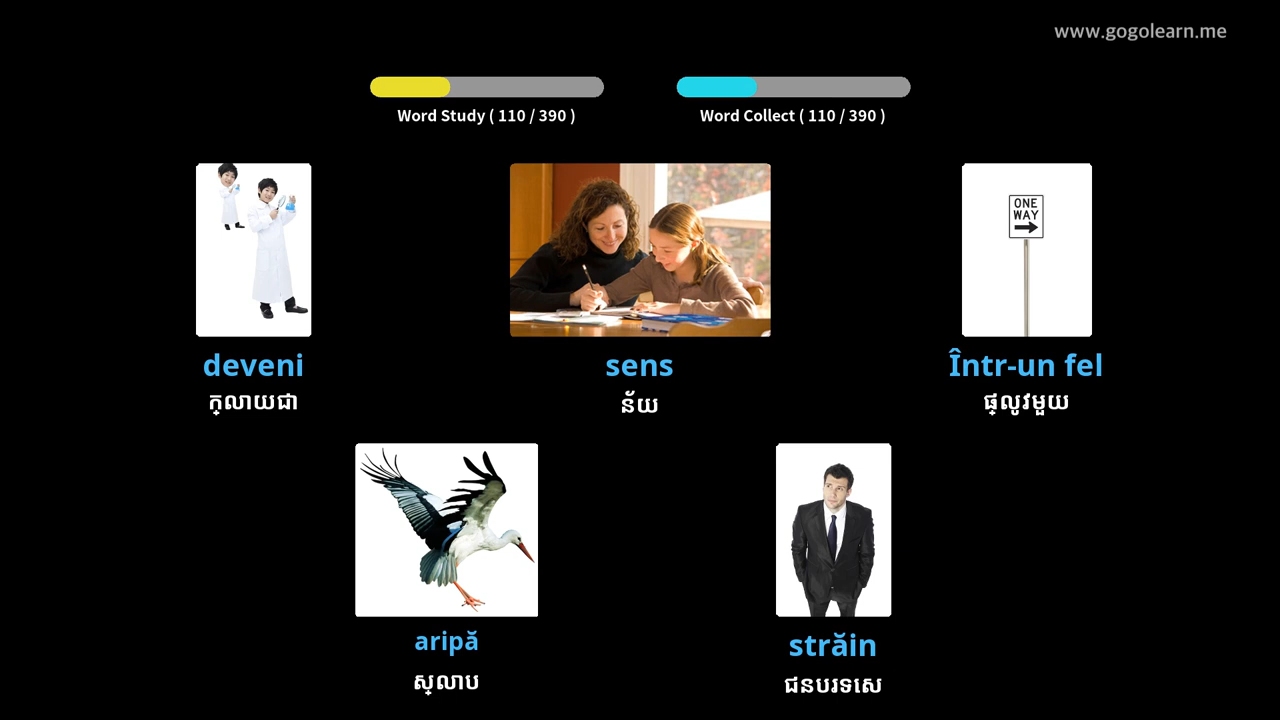 www.gogolearn.me
Word Study ( 110 / 390 )
Word Collect ( 110 / 390 )
ONE
WAY
deveni
ក្លាយជា
sens
ន័យ
Într-un fel
ផ្លូវមួយ
aripă
ស្លាប
străin
ជនបរទេស